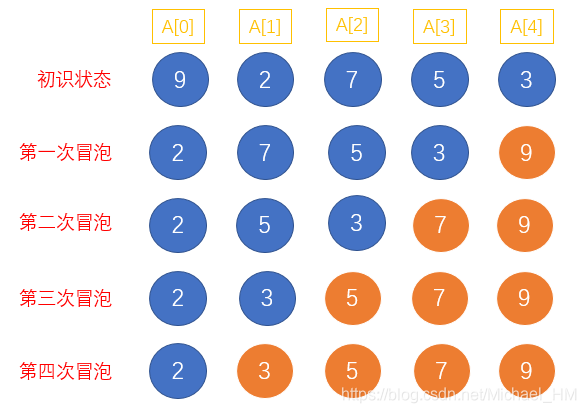 A[0] A[1] A[2] A[3] A[4]
初识状态 9 2 7 5 3
第一次冒泡 2 7 5 3 9
第二次冒泡 2 5 3 7 9
第三次冒泡 2 3 5 7 9
第四次冒泡 2 3 5 7 9
https://blog.csdn.net/Michael_HM